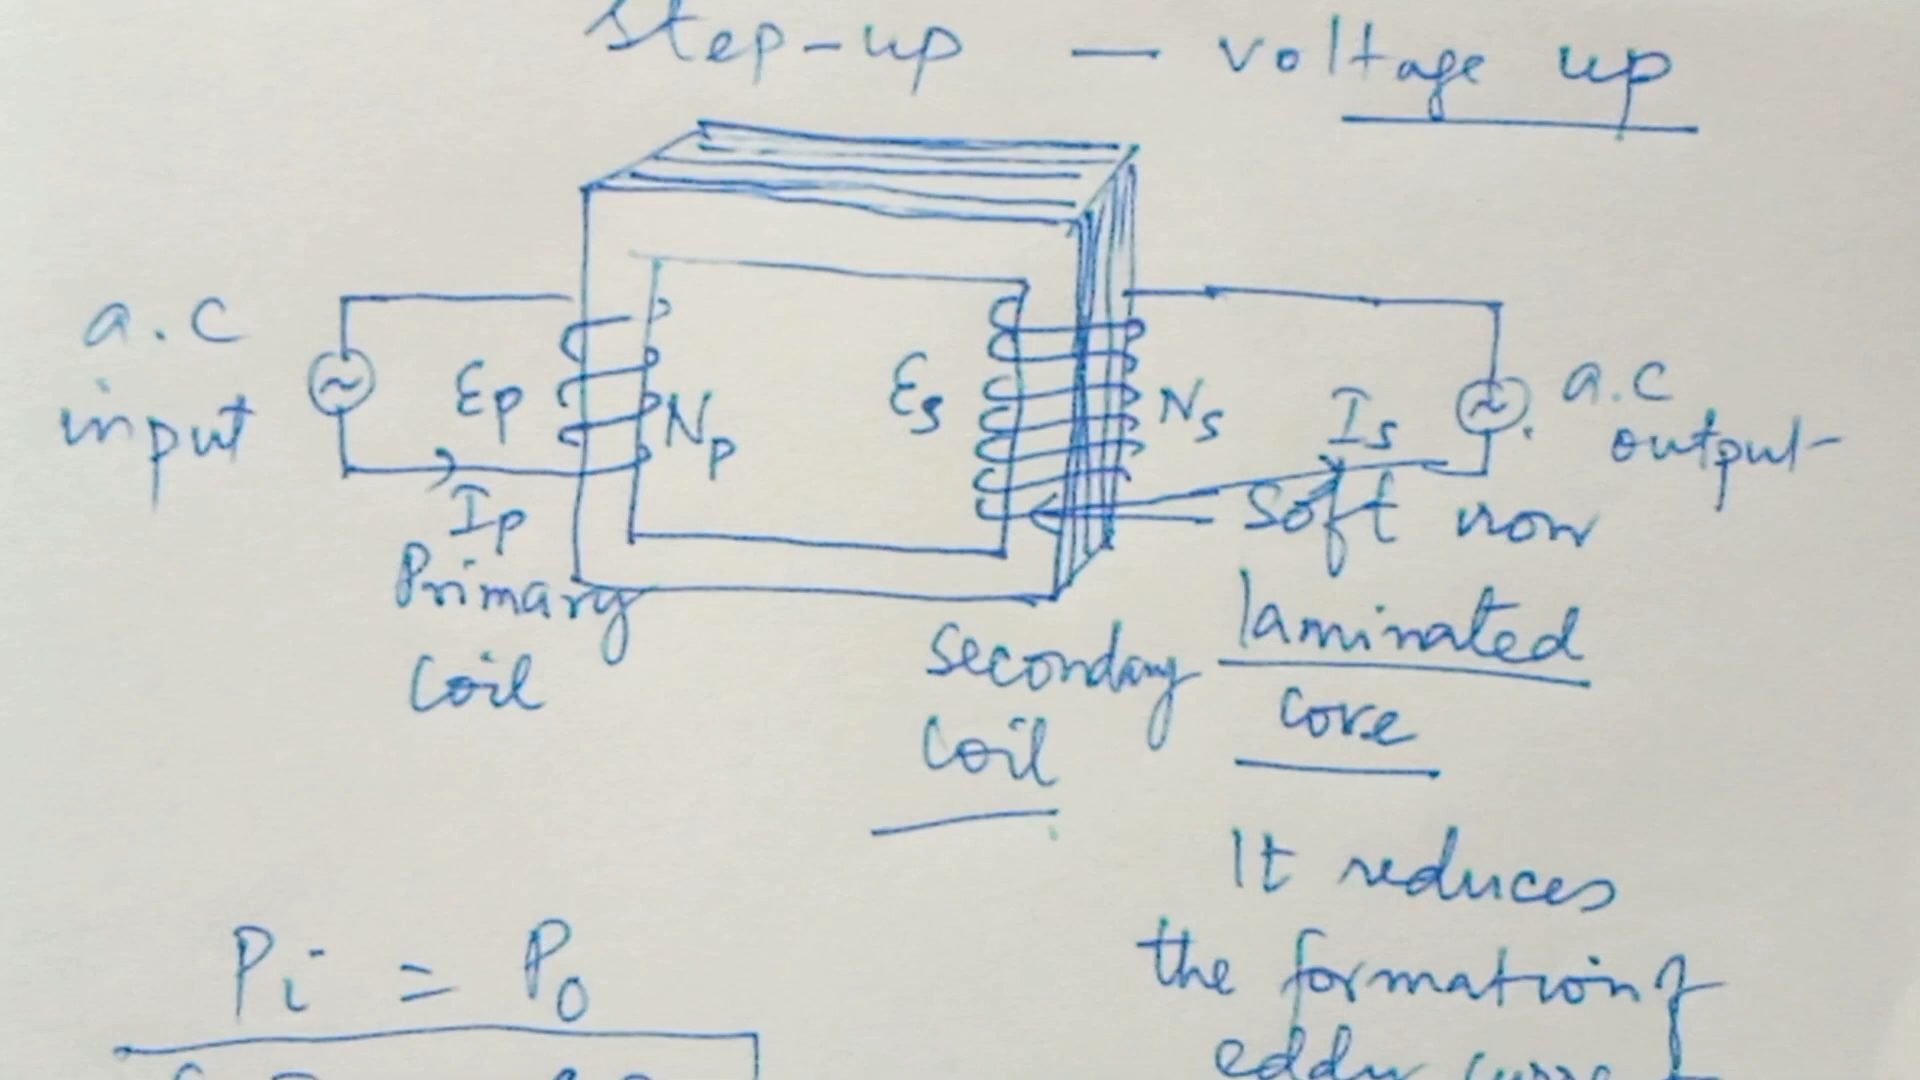 Step-up — voltage up
a.c
input
Ep
Np
Ip
Primary
Coil
Es
Ns
Is
a.c
output
Soft iron
laminated
core
secondary
Coil
It reduces
the formation of
eddy
Pi = Po